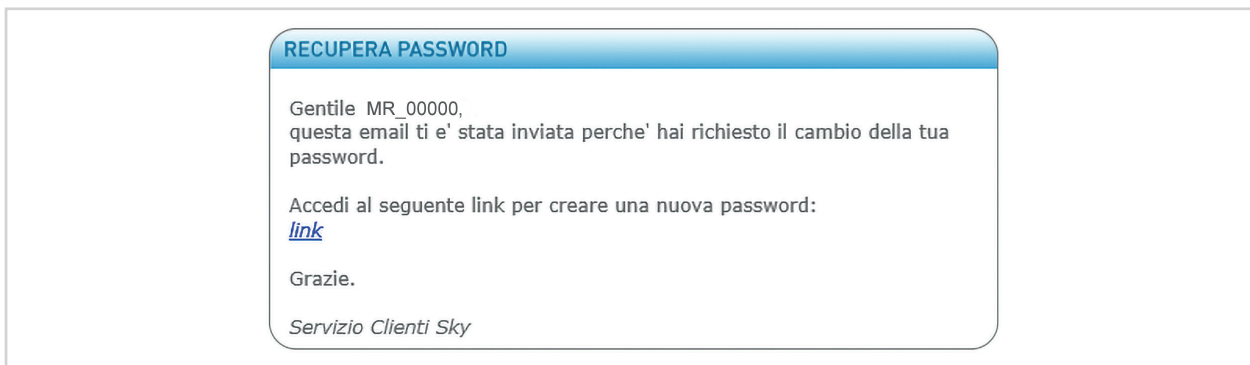 RECUPERA PASSWORD
Gentile MR_00000,
questa email ti e' stata inviata perche' hai richiesto il cambio della tua
password.
Accedi al seguente link per creare una nuova password:
link
Grazie.
Servizio Clienti Sky